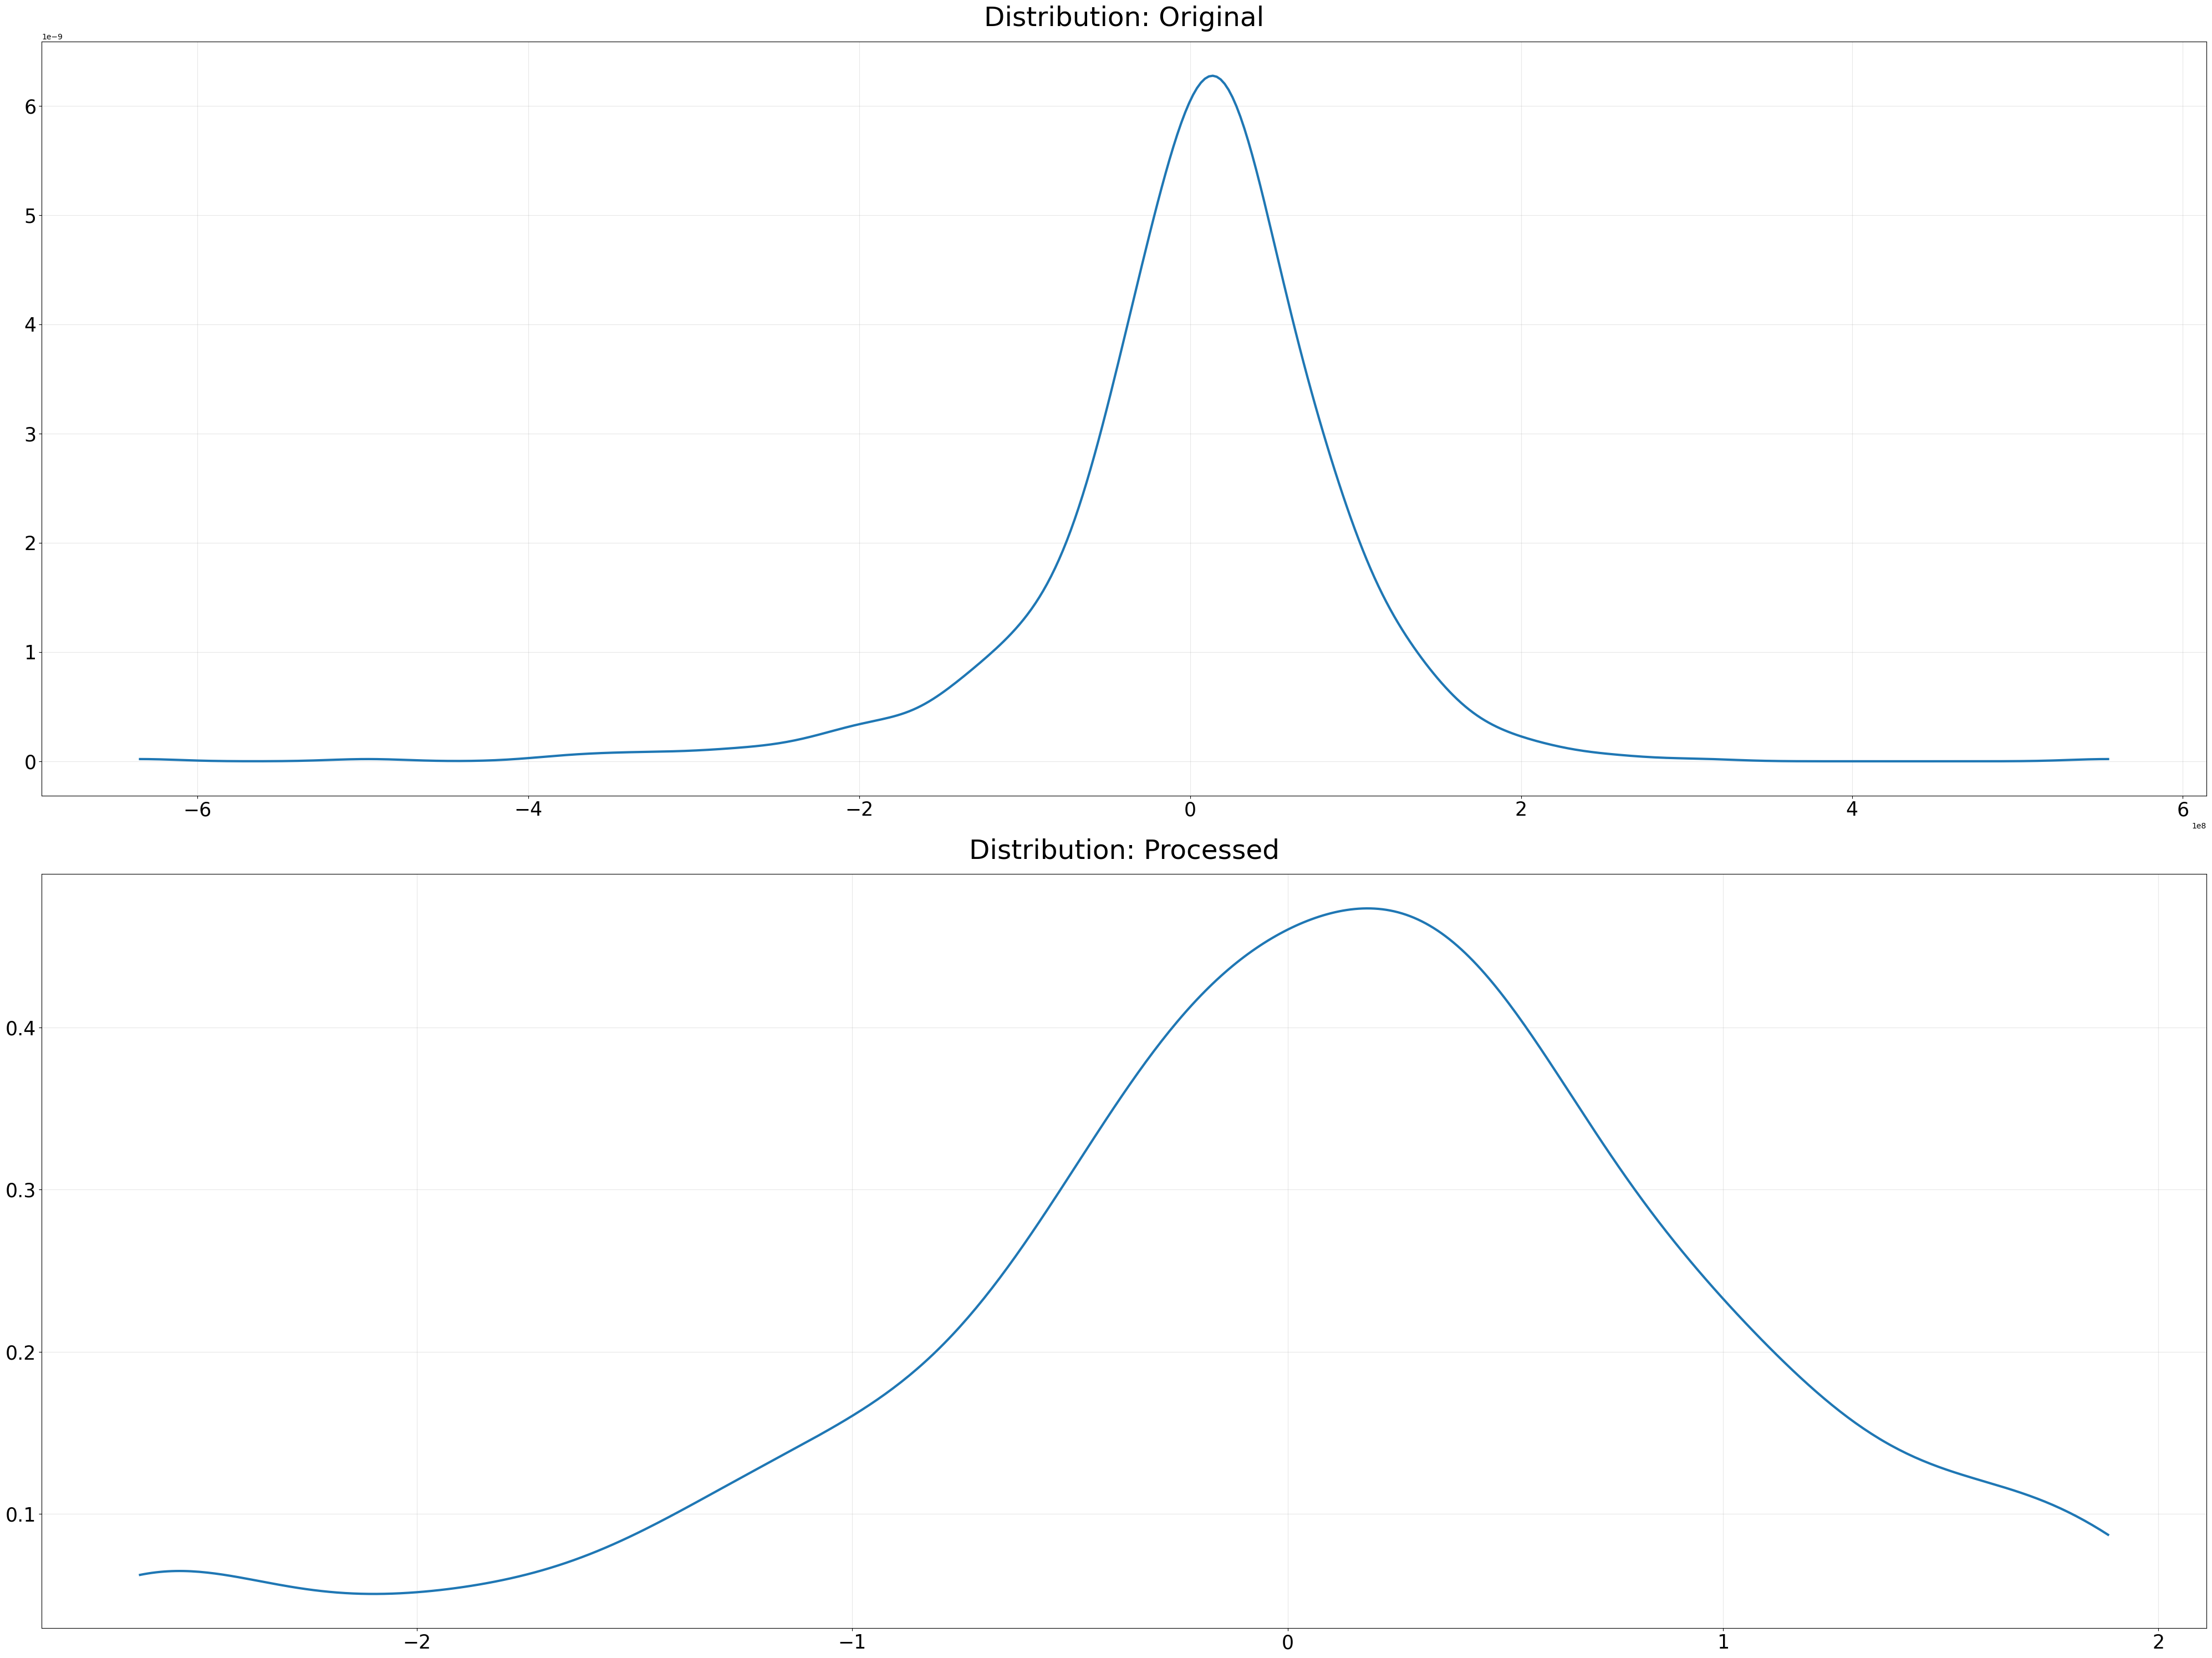 Distribution: Original
1e−9
6
5
4
3
2
1
0
−6 −4 −2 0 2 4 6
1e8
Distribution: Processed
0.4
0.3
0.2
0.1
−2 −1 0 1 2